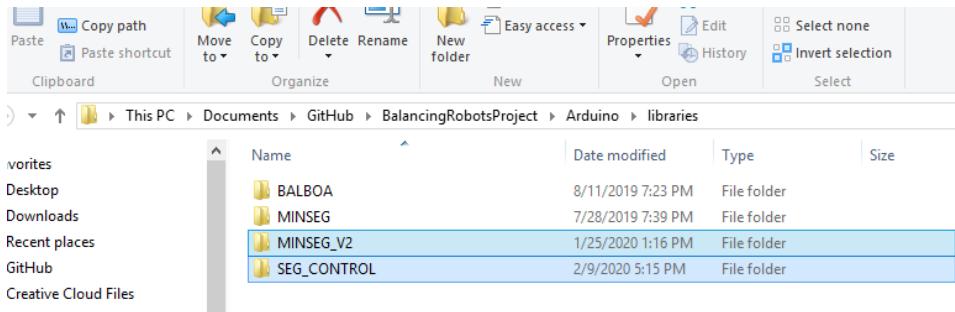 W... Copy path
Paste shortcut
Paste
Move to
Copy to
Delete
Rename
New folder
Easy access
Properties
Edit
History
Select none
Invert selection
Clipboard
Organize
New
Open
Select
This PC
Documents
GitHub
BalancingRobotsProject
Arduino
libraries
vorites
Desktop
Downloads
Recent places
GitHub
Creative Cloud Files
Name Date modified Type Size
BALBOA 8/11/2019 7:23 PM File folder
MINSEG 7/28/2019 7:39 PM File folder
MINSEG_V2 1/25/2020 1:16 PM File folder
SEG_CONTROL 2/9/2020 5:15 PM File folder